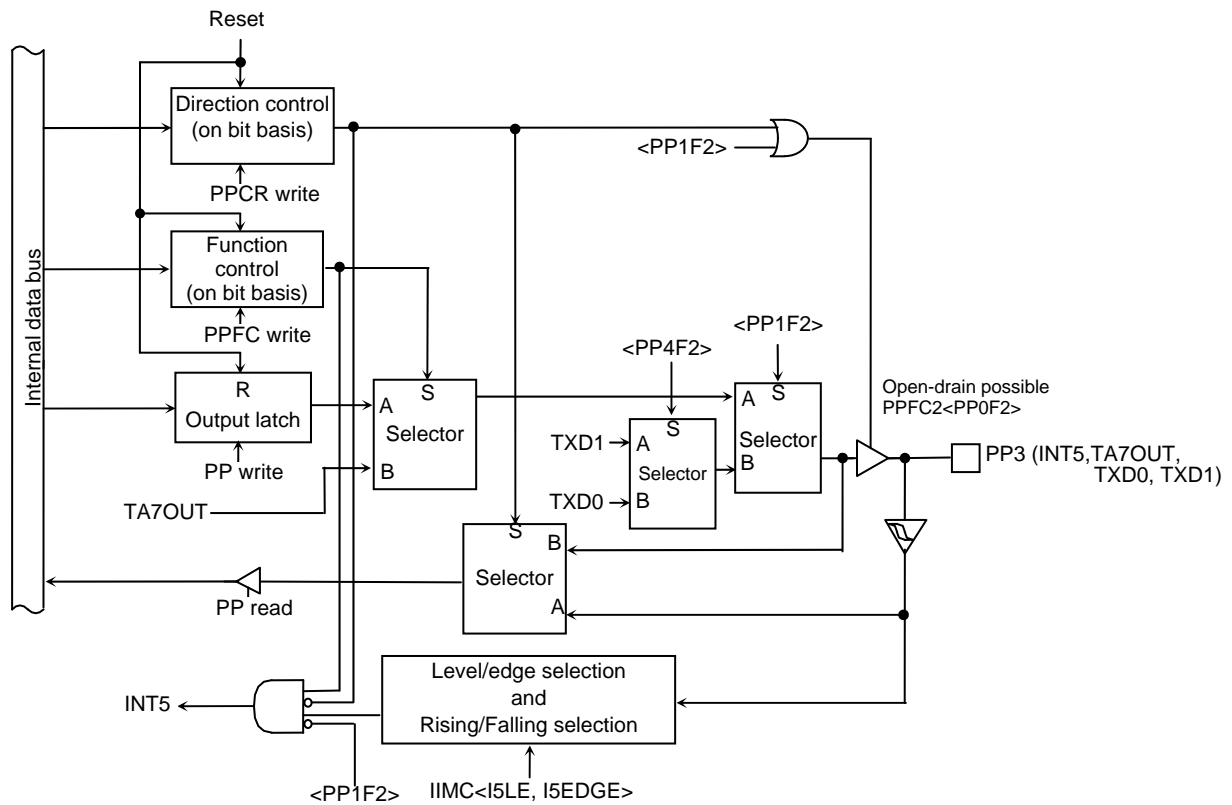 Reset
Internal data bus
Direction control
(on bit basis)
<PP1F2>
PPCR write
Function
control
(on bit basis)
PPFC write
<PP1F2>
<PP4F2>
R
Output latch
PP write
A
S
Selector
B
TA7OUT
TXD1
A
S
Selector
TXD0
B
A
S
Selector
B
Open-drain possible
PPFC2<PP0F2>
PP3 (INT5,TA7OUT,
TXD0, TXD1)
S
B
Selector
A
PP read
Level/edge selection
and
Rising/Falling selection
INT5
<PP1F2>
IIMC<I5LE, I5EDGE>